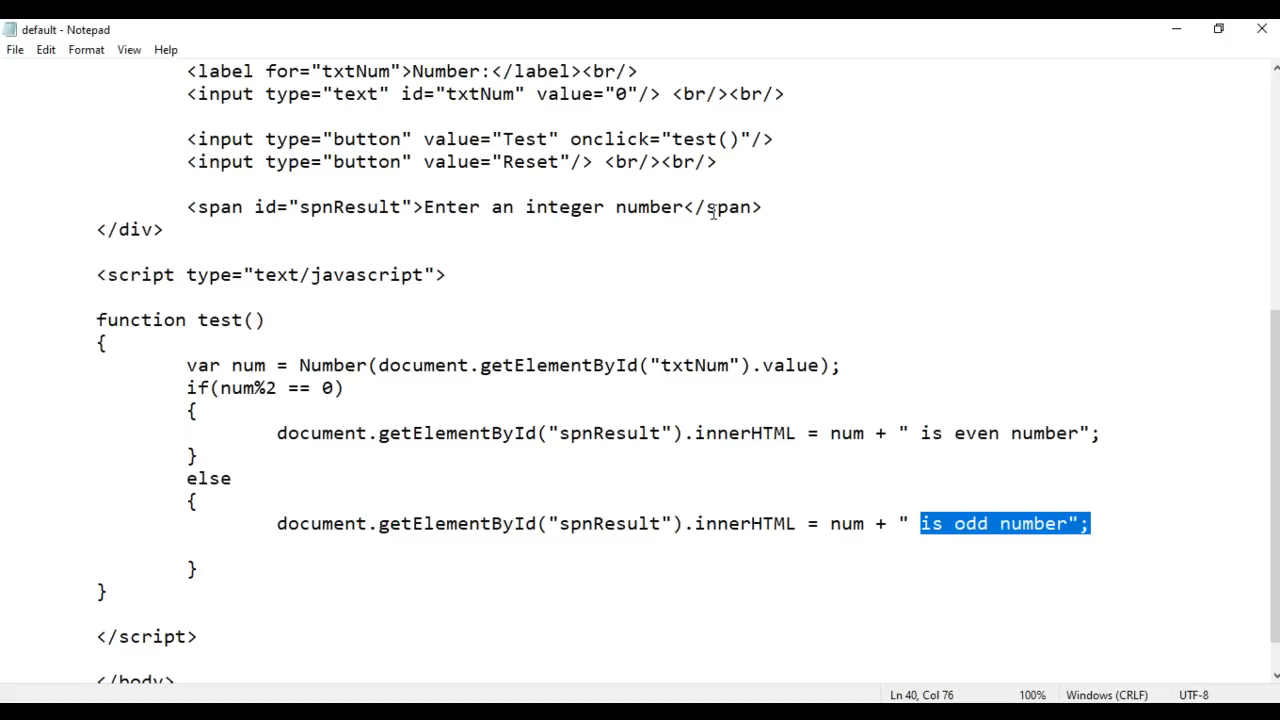 default - Notepad
File Edit Format View Help
<label for="txtNum">Number:</label><br/>
<input type="text" id="txtNum" value="0"/> <br/><br/>
<input type="button" value="Test" onclick="test()"/>
<input type="button" value="Reset"/> <br/><br/>
<span id="spnResult">Enter an integer number</span>
</div>
<script type="text/javascript">
function test()
{
var num = Number(document.getElementById("txtNum").value);
if(num%2 == 0)
{
document.getElementById("spnResult").innerHTML = num + " is even number";
}
else
{
document.getElementById("spnResult").innerHTML = num + " is odd number";
}
}
</script>
</body>
Ln 40, Col 76 100% Windows (CRLF) UTF-8